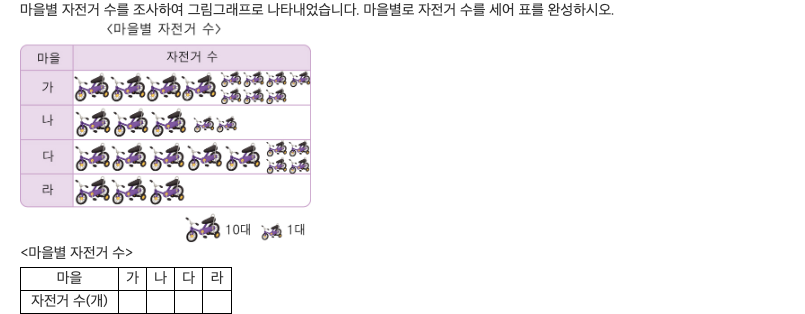 마을별 자전거 수를 조사하여 그림그래프로 나타내었습니다. 마을별로 자전거 수를 세어 표를 완성하시오.
<마을별 자전거 수>
마을 자전거 수
가
나
다
라
10대 1대
<마을별 자전거 수>
마을 가 나 다 라
자전거 수(개)